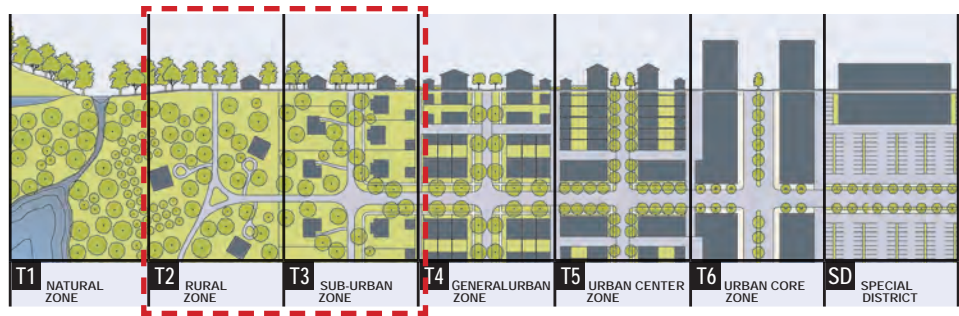 T1 NATURAL
ZONE
T2 RURAL
ZONE
T3 SUB-URBAN
ZONE
T4 GENERALURBAN
ZONE
T5 URBAN CENTER
ZONE
T6 URBAN CORE
ZONE
SD SPECIAL
DISTRICT